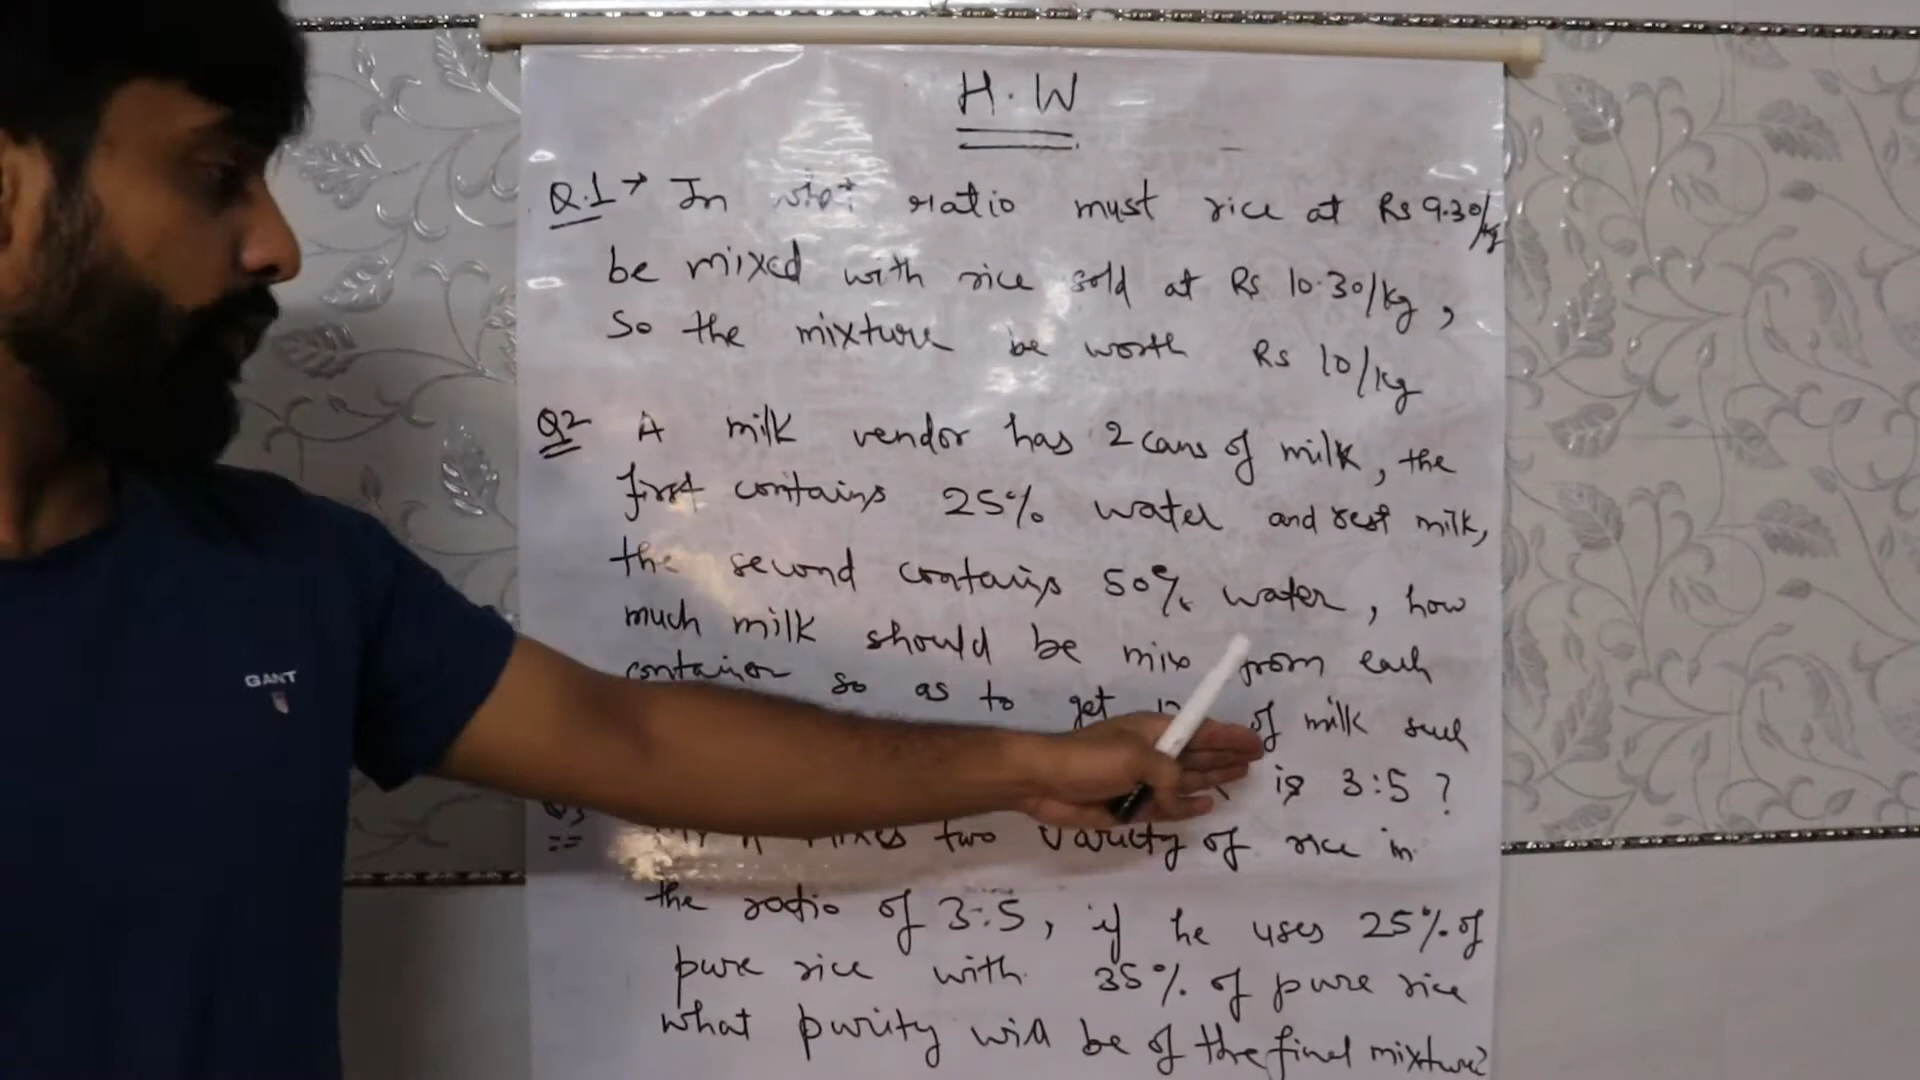 H.W
Q.1 → In ratio must rice at Rs 9.30/kg
be mixed with rice sold at Rs 10.30/kg,
so the mixture be worth Rs 10/kg
Q2 A milk vendor has 2 cans of milk, the
first contains 25% water and rest milk,
the second contains 50% water, how
much milk should be mix from each
container so as to get of milk such
is 3:5 ?
two variety of rice in
the ratio of 3:5, if he uses 25% of
pure rice with 35% of pure rice
what purity will be of the final mixture?
GANT